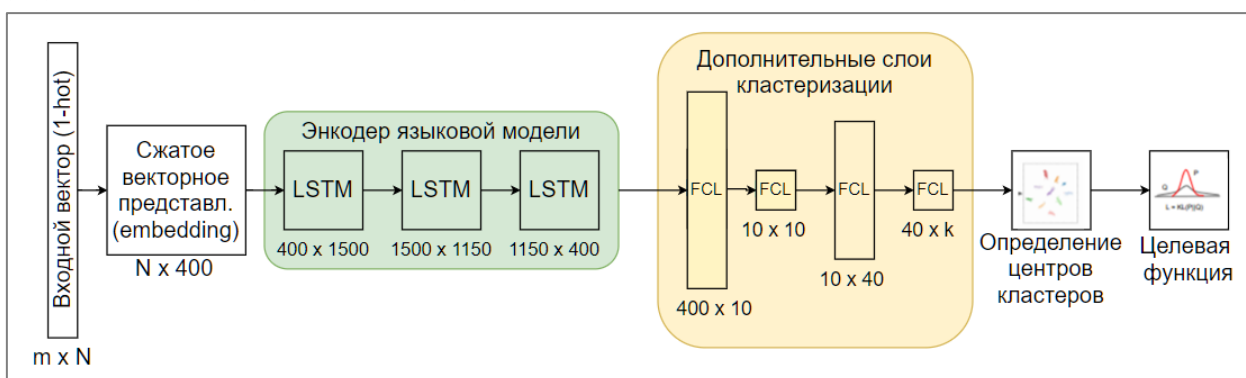 Входной вектор (1-hot)
m x N
Сжатое
векторное
представл.
(embedding)
N x 400
Энкодер языковой модели
LSTM
LSTM
LSTM
400 x 1500
1500 x 1150
1150 x 400
Дополнительные слои
кластеризации
FCL
FCL
FCL
FCL
400 x 10
10 x 10
10 x 40
40 x k
Определение
центров
кластеров
P
Q
L = KL(P||Q)
Целевая
функция